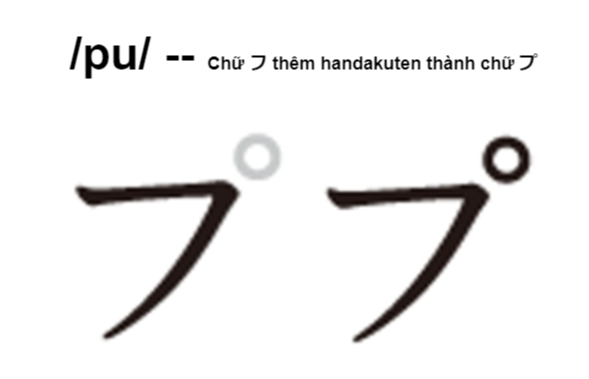 /pu/ -- Chữ フ thêm handakuten thành chữ プ
プ プ